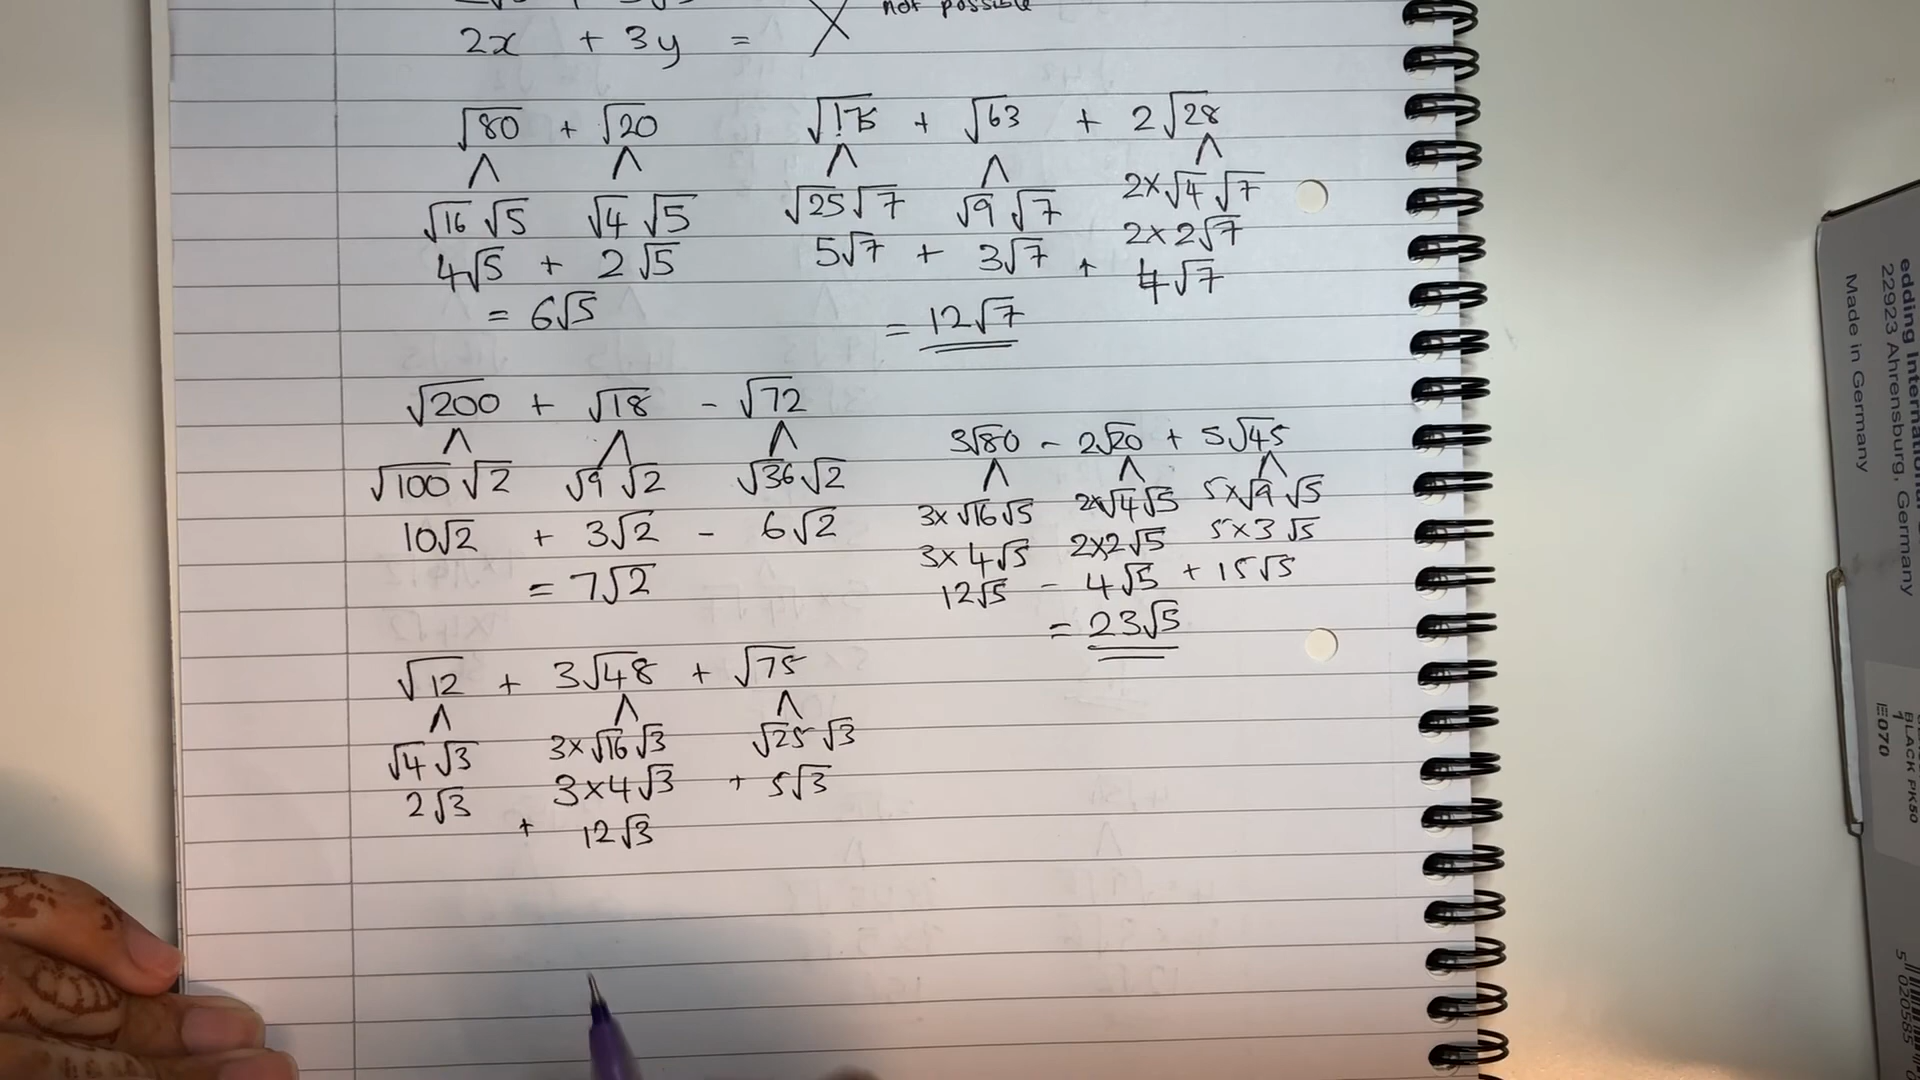 not possible
2x + 3y =
√80 + √20
√16 √5 √4 √5
4√5 + 2√5
= 6√5
√175 + √63 + 2√28
√25√7 √9 √7 2×√4 √7
2×2√7
5√7 + 3√7 + 4√7
= 12√7
√200 + √18 - √72
√100 √2 √9 √2 √36√2
10√2 + 3√2 - 6√2
= 7√2
3√80 - 2√20 + 5√45
3×√16√5 2×√4√5 5×√9 √5
3×4√5 2×2√5 5×3√5
12√5 - 4√5 + 15√5
= 23√5
√12 + 3√48 + √75
√4 √3 3×√16√3 √25 √3
2√3 3×4√3 + 5√3
+ 12√3
22923 Ahrensburg, Germany
Made in Germany
BLACK PK50
E070
5 020585